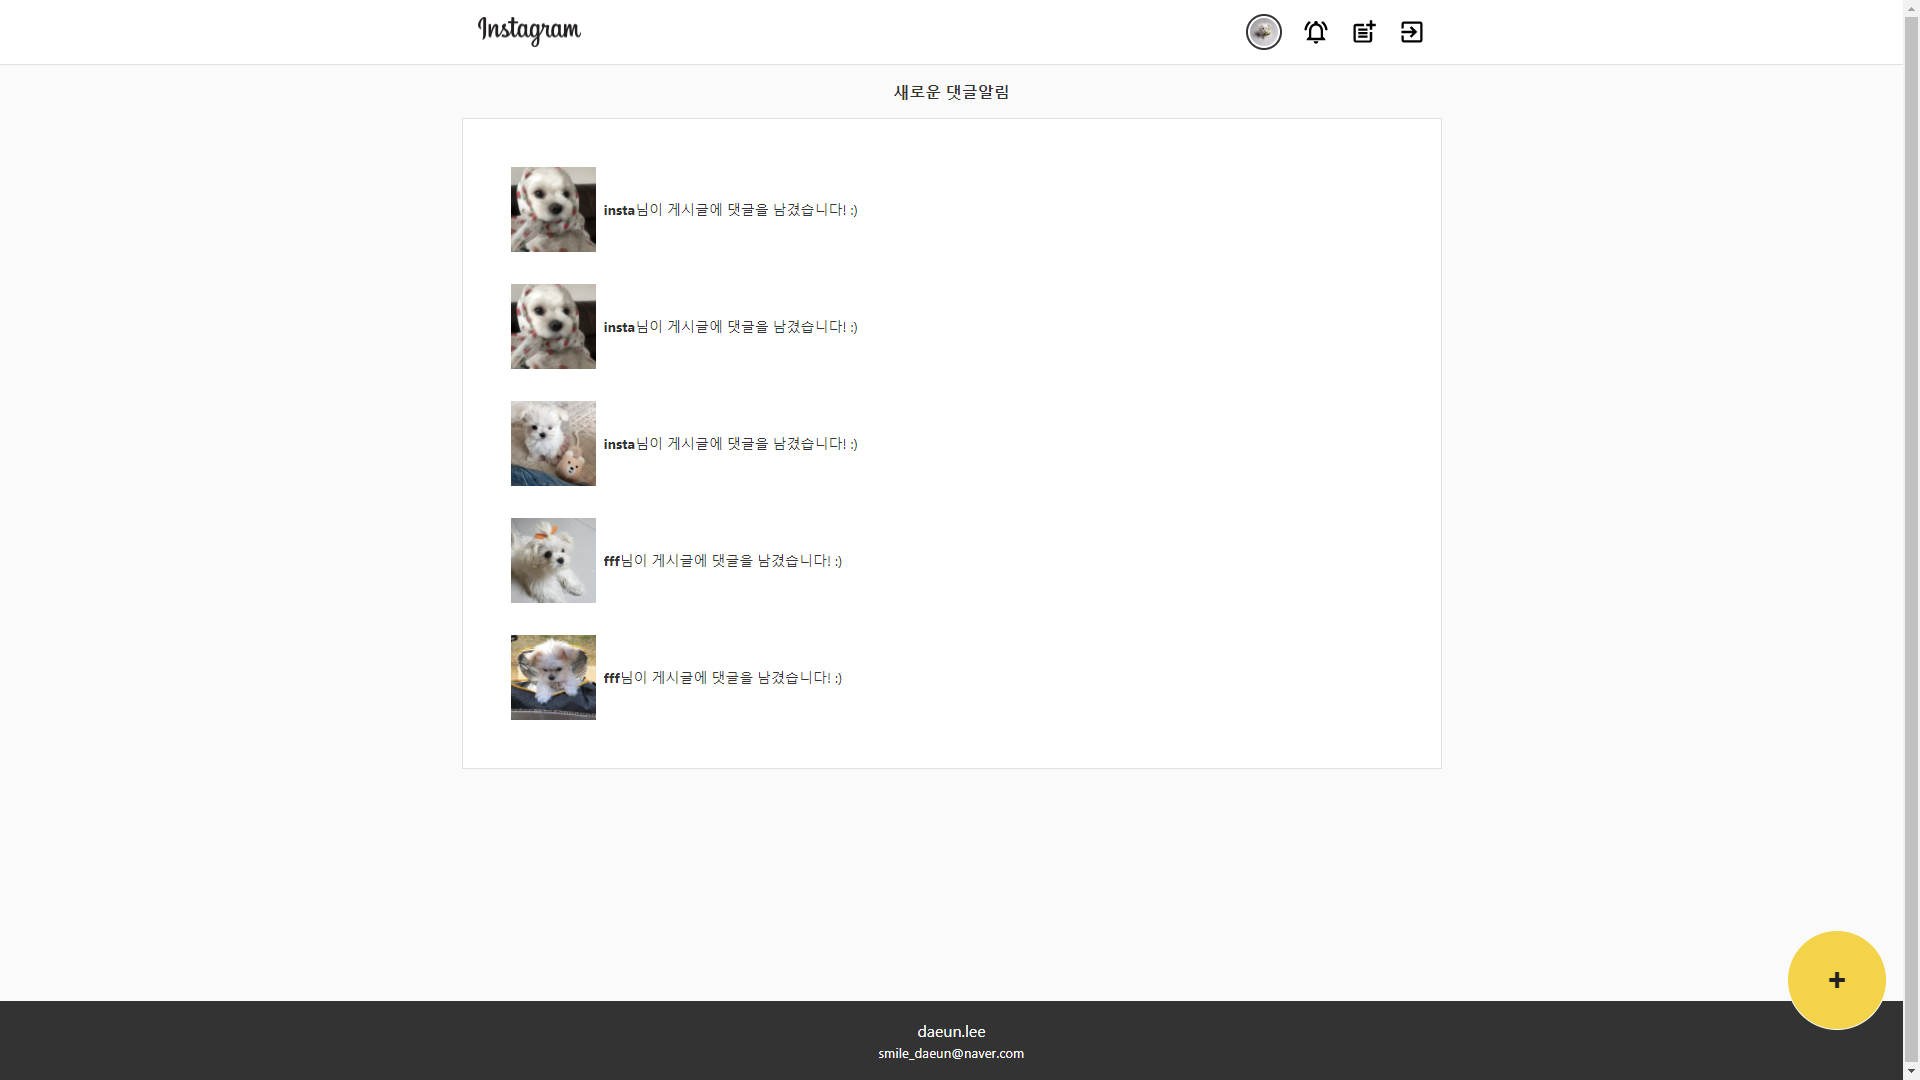 Instagram
새로운 댓글알림
insta님이 게시글에 댓글을 남겼습니다! :)
insta님이 게시글에 댓글을 남겼습니다! :)
insta님이 게시글에 댓글을 남겼습니다! :)
fff님이 게시글에 댓글을 남겼습니다! :)
fff님이 게시글에 댓글을 남겼습니다! :)
+
daeun.lee
smile_daeun@naver.com